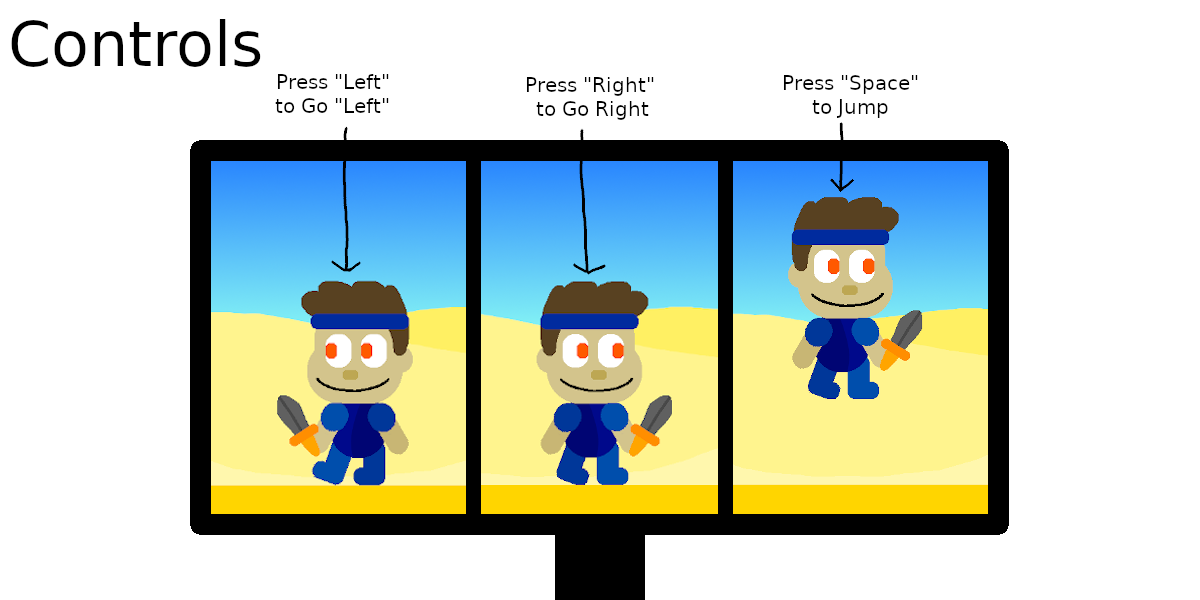 Controls
Press "Left"
to Go "Left"
Press "Right"
to Go Right
Press "Space"
to Jump